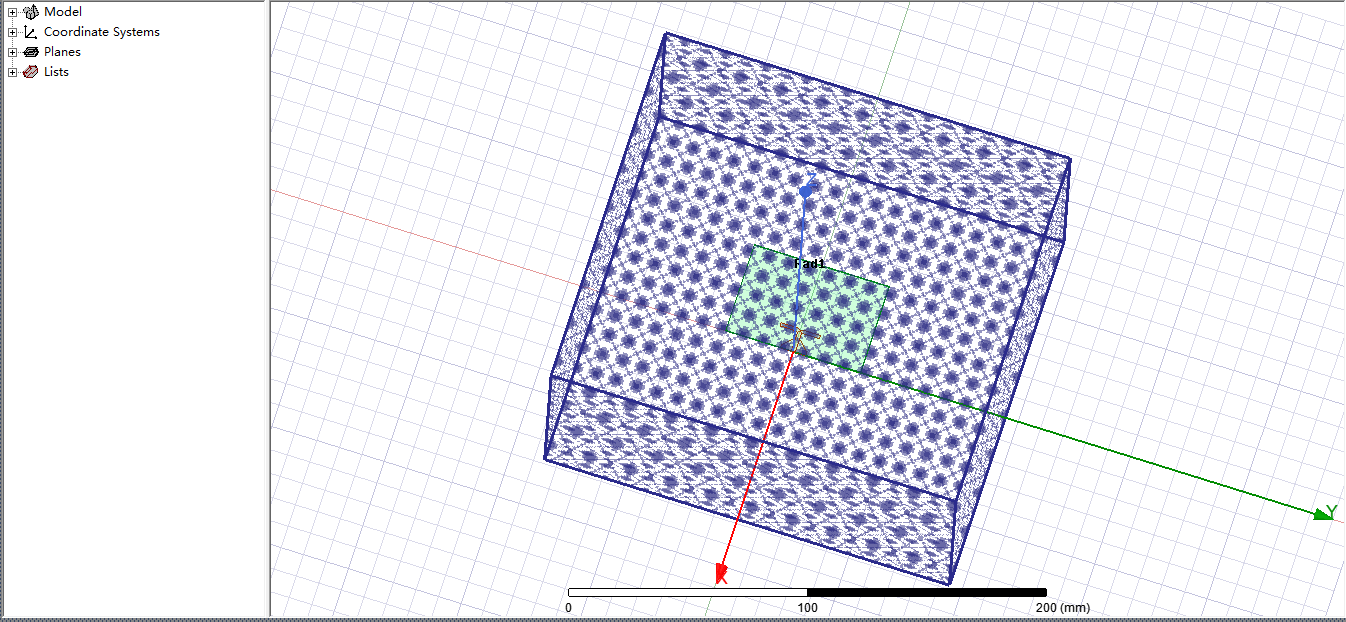 Model
Coordinate Systems
Planes
Lists
Z
Rad1
Y
X
0 100 200 (mm)